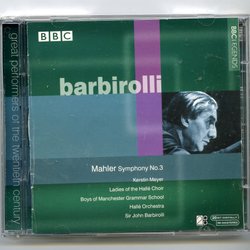 BBC
BBC LEGENDS
barbirolli
great performers of the twentieth century
Mahler Symphony No.3
Kerstin Meyer
Ladies of the Hallé Choir
Boys of Manchester Grammar School
Hallé Orchestra
Sir John Barbirolli